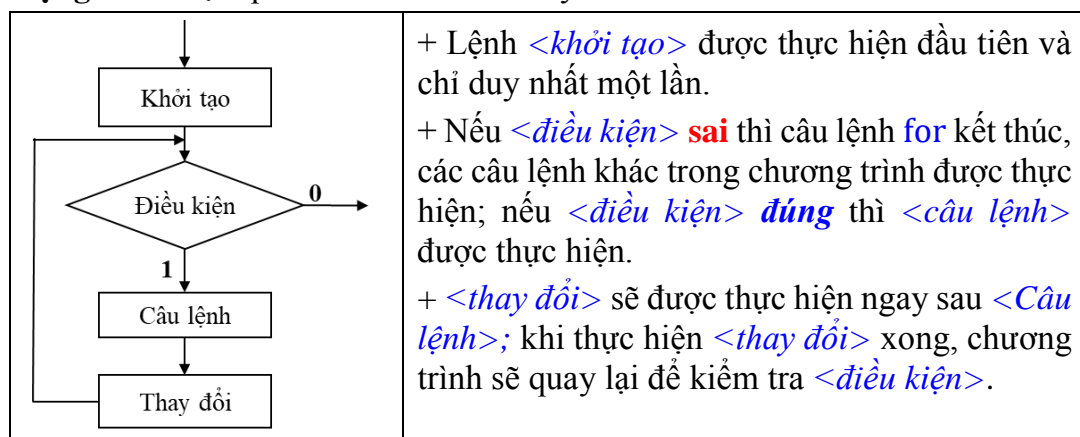 Khởi tạo
Điều kiện
0
1
Câu lệnh
Thay đổi
+ Lệnh <khởi tạo> được thực hiện đầu tiên và
chỉ duy nhất một lần.
+ Nếu <điều kiện> sai thì câu lệnh for kết thúc,
các câu lệnh khác trong chương trình được thực
hiện; nếu <điều kiện> đúng thì <câu lệnh>
được thực hiện.
+ <thay đổi> sẽ được thực hiện ngay sau <Câu
lệnh>; khi thực hiện <thay đổi> xong, chương
trình sẽ quay lại để kiểm tra <điều kiện>.